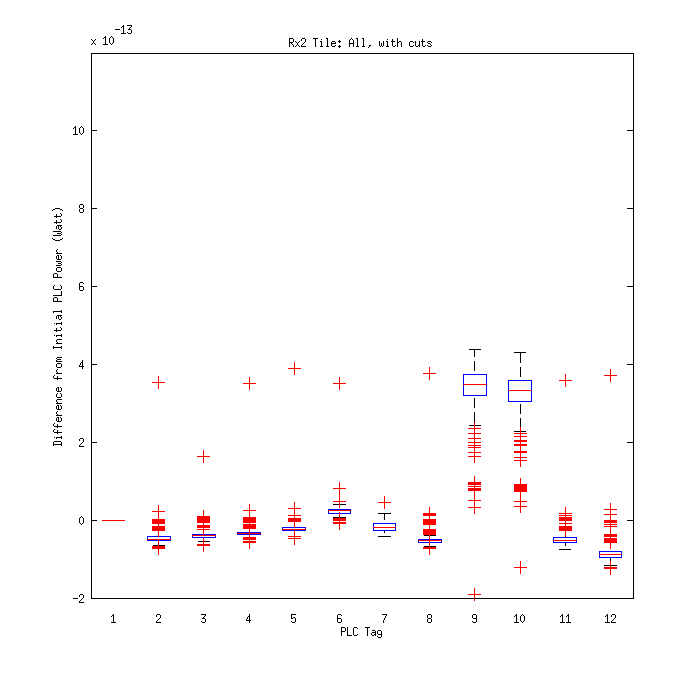 x 10^-13
Rx2 Tile: All, with cuts
10
8
6
4
2
0
-2
Difference from Initial PLC Power (Watt)
1 2 3 4 5 6 7 8 9 10 11 12
PLC Tag